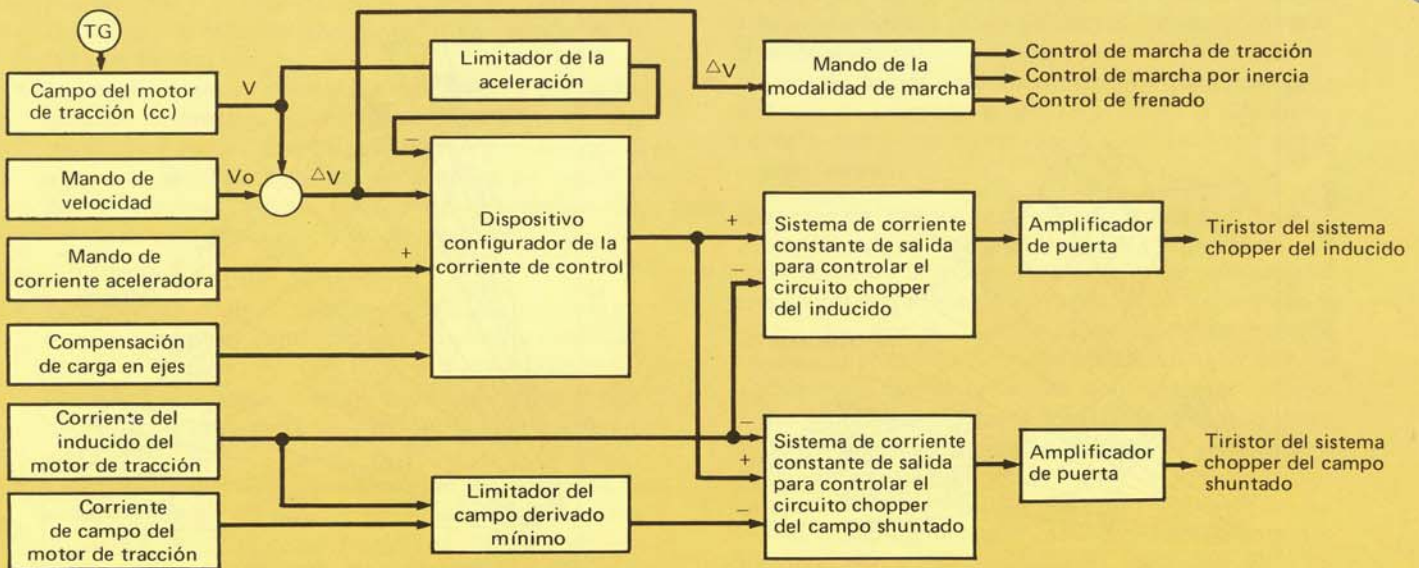 TG
Campo del motor
de tracción (cc)
V
Limitador de la
aceleración
△V
Mando de la
modalidad de marcha
Control de marcha de tracción
Control de marcha por inercia
Control de frenado
Mando de
velocidad
Vo
△V
−
Dispositivo
configurador de la
corriente de control
Mando de
corriente aceleradora
+
Compensación
de carga en ejes
+
−
Sistema de corriente
constante de salida
para controlar el
circuito chopper
del inducido
Amplificador
de puerta
Tiristor del sistema
chopper del inducido
Corriente del
inducido del
motor de tracción
Corriente
de campo del
motor de tracción
Limitador del
campo derivado
mínimo
−
+
−
Sistema de corriente
constante de salida
para controlar el
circuito chopper
del campo shuntado
Amplificador
de puerta
Tiristor del sistema
chopper del campo
shuntado